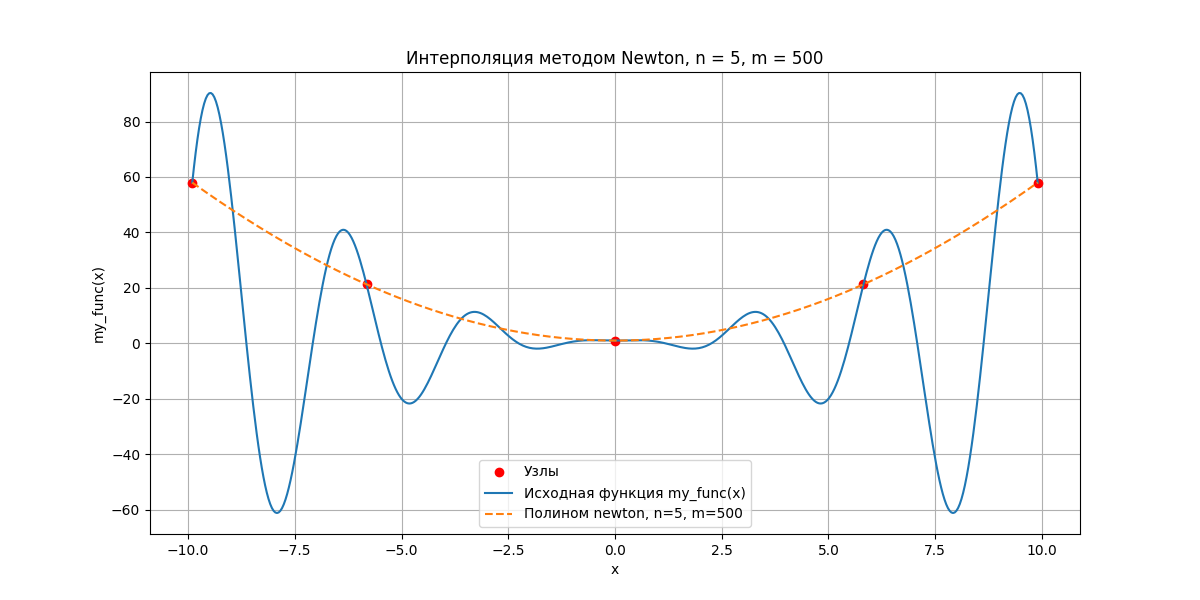 Интерполяция методом Newton, n = 5, m = 500
my_func(x)
80
60
40
20
0
−20
−40
−60
Узлы
Исходная функция my_func(x)
Полином newton, n=5, m=500
−10.0 −7.5 −5.0 −2.5 0.0 2.5 5.0 7.5 10.0
x